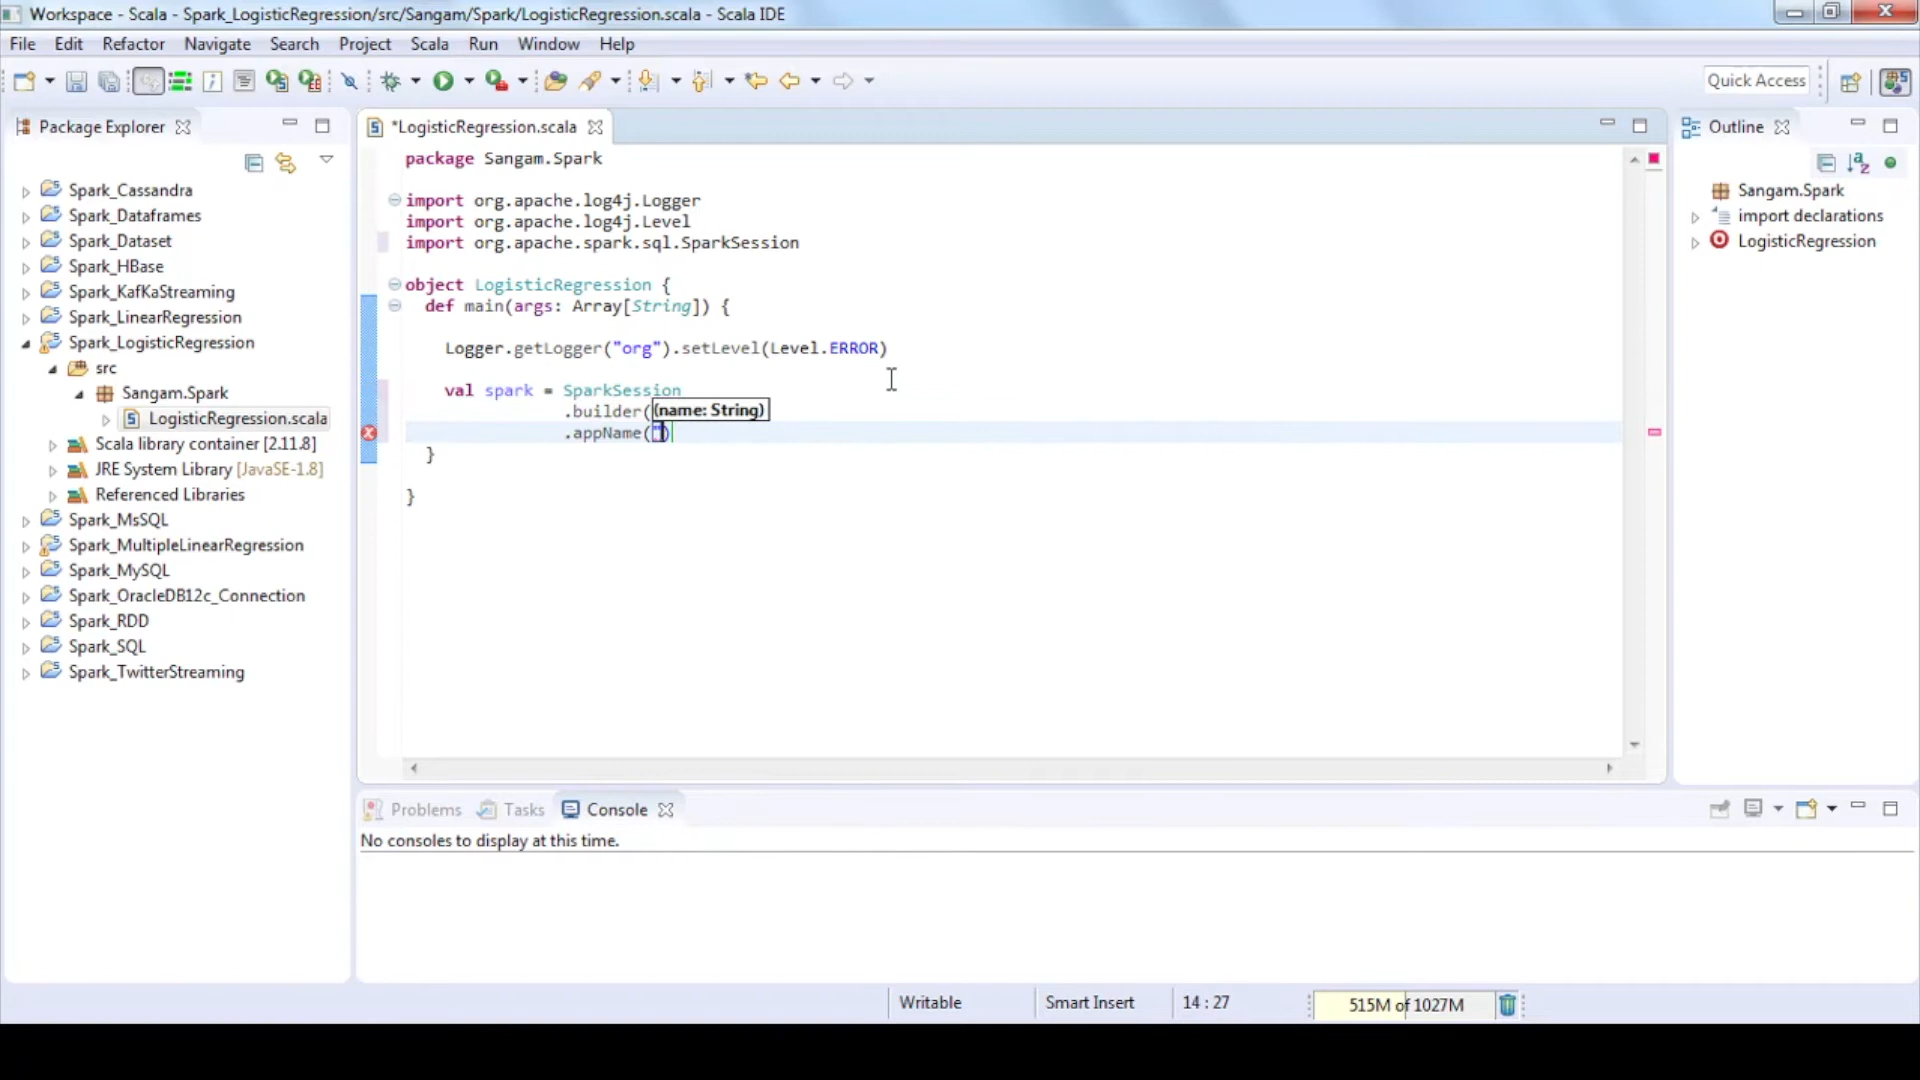 Workspace - Scala - Spark_LogisticRegression/src/Sangam/Spark/LogisticRegression.scala - Scala IDE
File Edit Refactor Navigate Search Project Scala Run Window Help
Quick Access
Package Explorer
Spark_Cassandra
Spark_Dataframes
Spark_Dataset
Spark_HBase
Spark_KafKaStreaming
Spark_LinearRegression
Spark_LogisticRegression
src
Sangam.Spark
LogisticRegression.scala
Scala library container [2.11.8]
JRE System Library [JavaSE-1.8]
Referenced Libraries
Spark_MsSQL
Spark_MultipleLinearRegression
Spark_MySQL
Spark_OracleDB12c_Connection
Spark_RDD
Spark_SQL
Spark_TwitterStreaming
*LogisticRegression.scala
package Sangam.Spark
import org.apache.log4j.Logger
import org.apache.log4j.Level
import org.apache.spark.sql.SparkSession
object LogisticRegression {
def main(args: Array[String]) {
Logger.getLogger("org").setLevel(Level.ERROR)
val spark = SparkSession
.builder(
(name: String)
.appName("")
}
}
Outline
Sangam.Spark
import declarations
LogisticRegression
Problems Tasks Console
No consoles to display at this time.
Writable Smart Insert 14 : 27 515M of 1027M